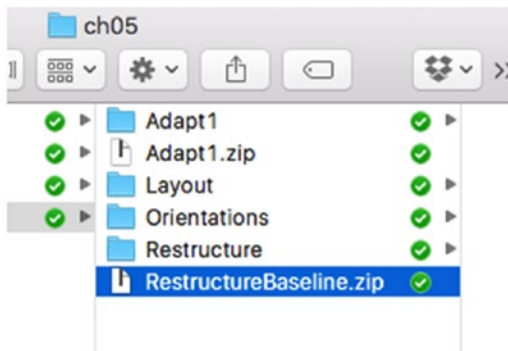 ch05
Adapt1
Adapt1.zip
Layout
Orientations
Restructure
RestructureBaseline.zip